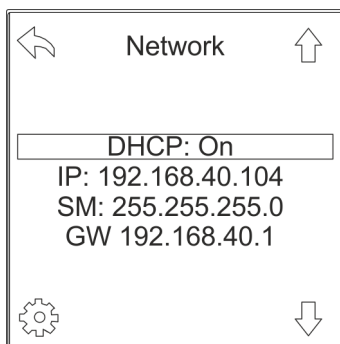 Network
DHCP: On
IP: 192.168.40.104
SM: 255.255.255.0
GW 192.168.40.1